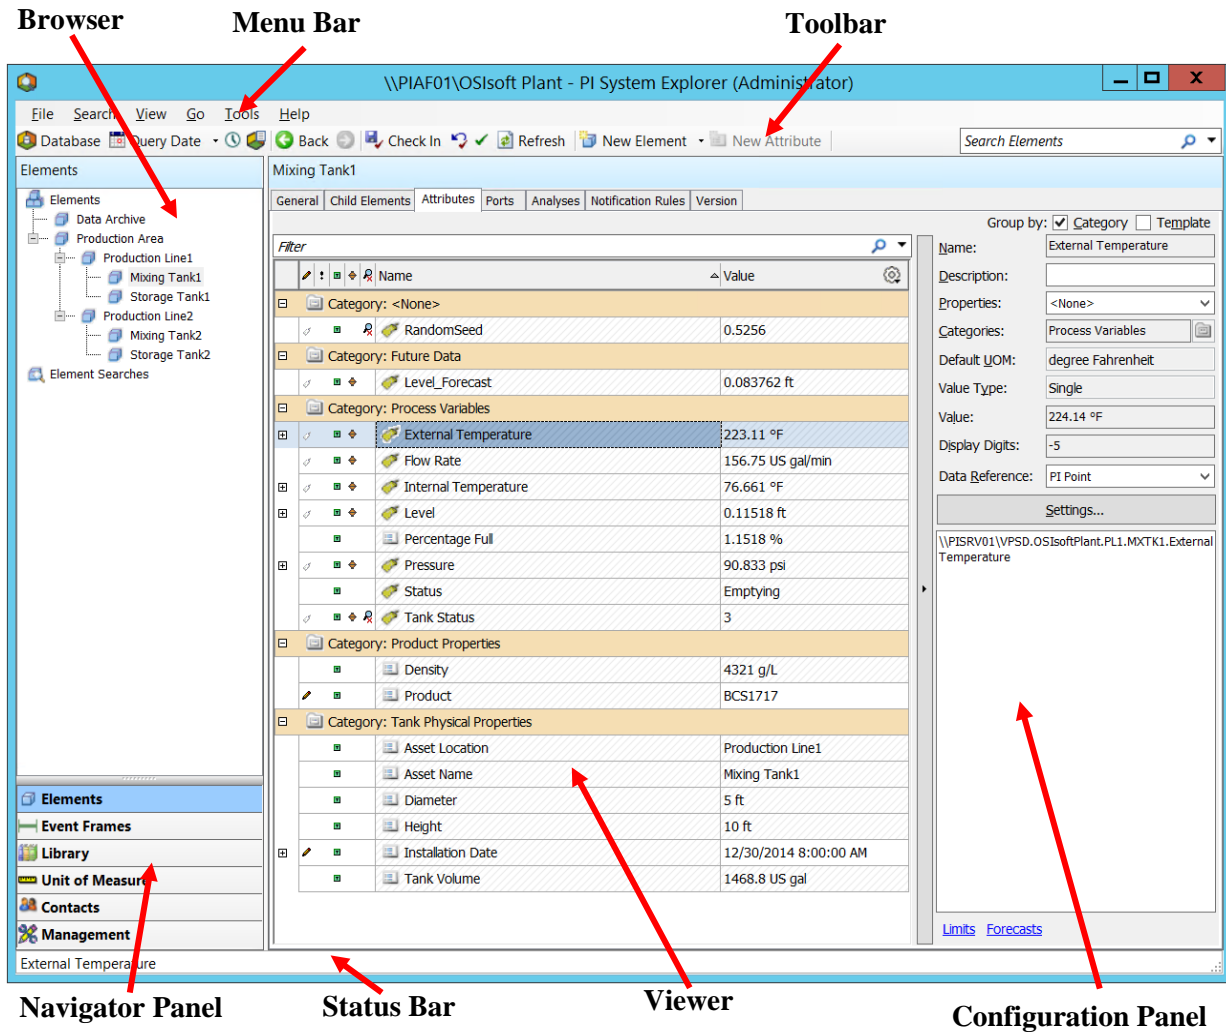 Browser
Menu Bar
Toolbar
\\PIAF01\OSIsoft Plant - PI System Explorer (Administrator)
File Search View Go Tools Help
Database Query Date Back Check In Refresh New Element New Attribute Search Elements
Elements
Mixing Tank1
Elements
Data Archive
Production Area
Production Line1
Mixing Tank1
Storage Tank1
Production Line2
Mixing Tank2
Storage Tank2
Element Searches
General Child Elements Attributes Ports Analyses Notification Rules Version
Group by: Category Template
Filter
Name Value
Category: <None>
RandomSeed 0.5256
Category: Future Data
Level_Forecast 0.083762 ft
Category: Process Variables
External Temperature 223.11 °F
Flow Rate 156.75 US gal/min
Internal Temperature 76.661 °F
Level 0.11518 ft
Percentage Full 1.1518 %
Pressure 90.833 psi
Status Emptying
Tank Status 3
Category: Product Properties
Density 4321 g/L
Product BCS1717
Category: Tank Physical Properties
Asset Location Production Line1
Asset Name Mixing Tank1
Diameter 5 ft
Height 10 ft
Installation Date 12/30/2014 8:00:00 AM
Tank Volume 1468.8 US gal
Name: External Temperature
Description:
Properties: <None>
Categories: Process Variables
Default UOM: degree Fahrenheit
Value Type: Single
Value: 224.14 °F
Display Digits: -5
Data Reference: PI Point
Settings...
\\PISRV01\VPSD.OSIsoftPlant.PL1.MXTK1.External
Temperature
Limits Forecasts
Elements
Event Frames
Library
Unit of Measure
Contacts
Management
External Temperature
Navigator Panel
Status Bar
Viewer
Configuration Panel